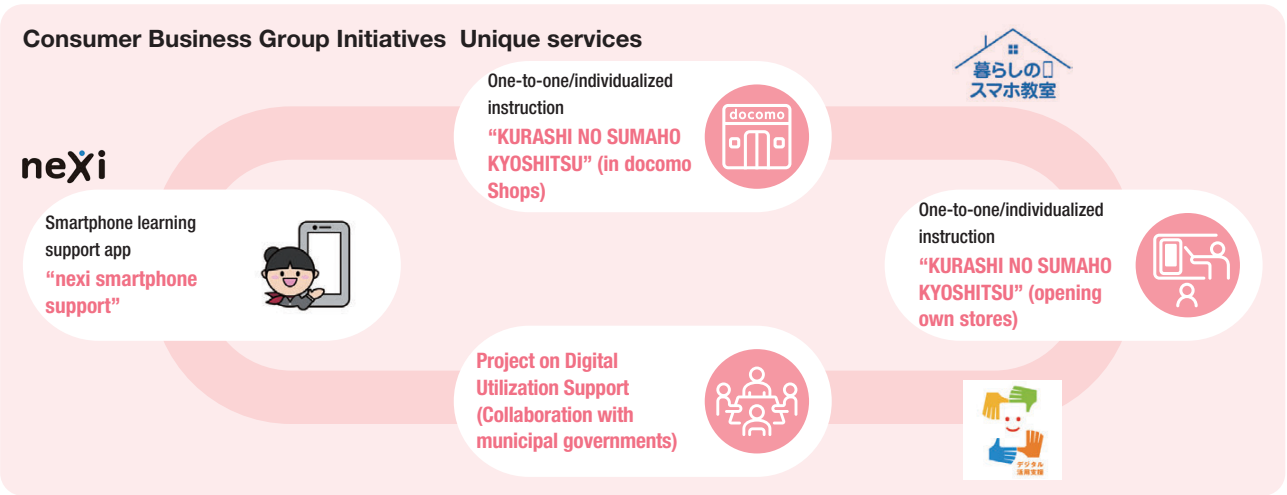 Consumer Business Group Initiatives Unique services
暮らしの
スマホ教室
One-to-one/individualized
instruction
“KURASHI NO SUMAHO
KYOSHITSU” (in docomo
Shops)
docomo
nexi
Smartphone learning
support app
“nexi smartphone
support”
One-to-one/individualized
instruction
“KURASHI NO SUMAHO
KYOSHITSU” (opening
own stores)
Project on Digital
Utilization Support
(Collaboration with
municipal governments)
デジタル
活用支援